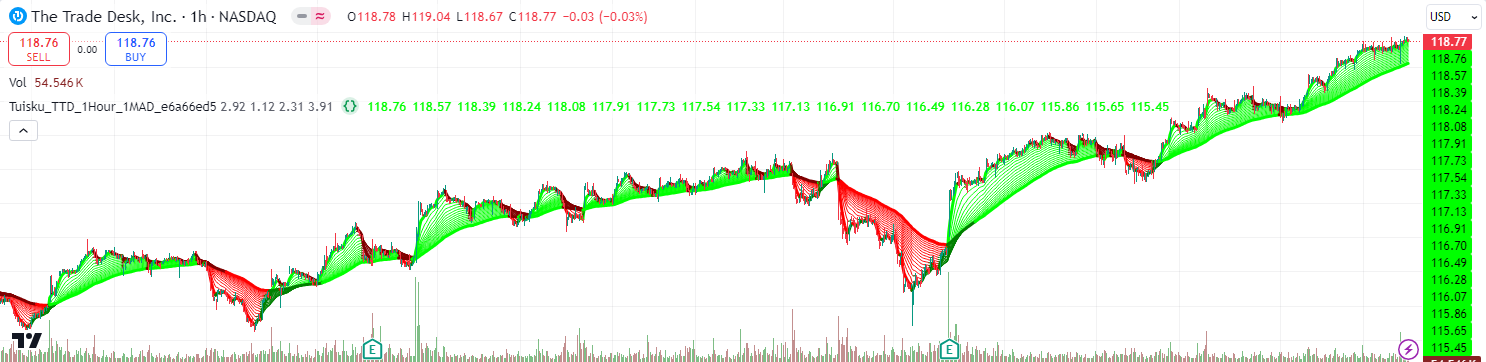 The Trade Desk, Inc. · 1h · NASDAQ O118.78 H119.04 L118.67 C118.77 −0.03 (−0.03%)
USD
118.76 SELL
0.00
118.76 BUY
Vol 54.546 K
Tuisku_TTD_1Hour_1MAD_e6a66ed5 2.92 1.12 2.31 3.91 118.76 118.57 118.39 118.24 118.08 117.91 117.73 117.54 117.33 117.13 116.91 116.70 116.49 116.28 116.07 115.86 115.65 115.45
118.77
118.76
118.57
118.39
118.24
118.08
117.91
117.73
117.54
117.33
117.13
116.91
116.70
116.49
116.28
116.07
115.86
115.65
115.45
E
E